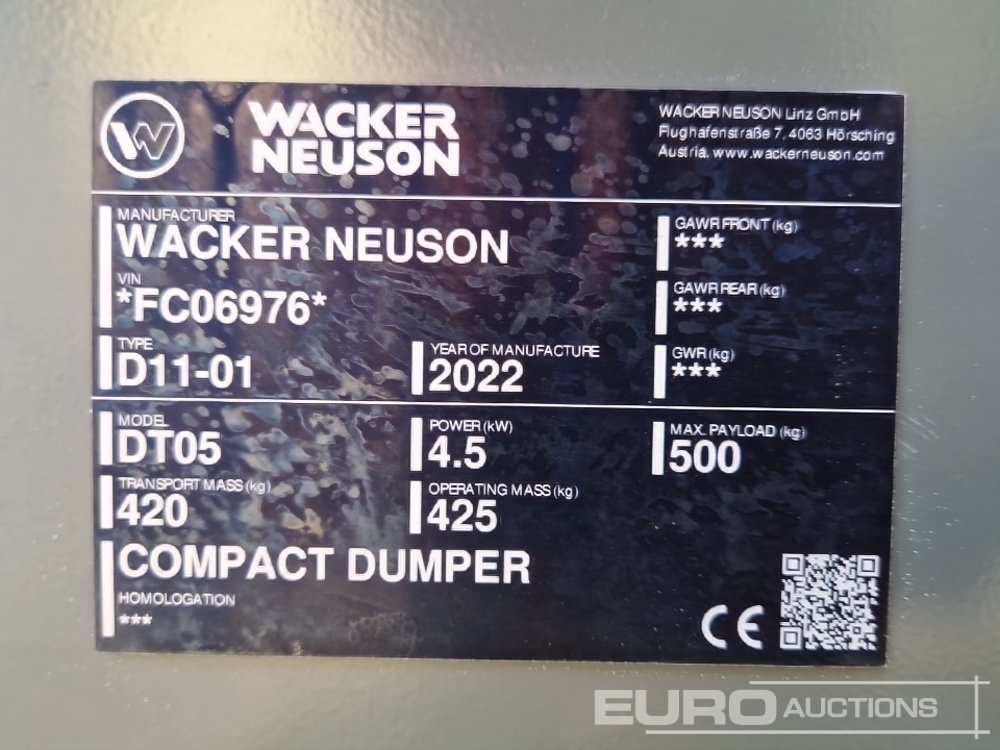 WACKER
NEUSON
WACKER NEUSON Linz GmbH
Flughafenstraße 7, 4063 Hörsching
Austria, www.wackerneuson.com
MANUFACTURER
WACKER NEUSON
VIN
*FC06976*
TYPE
D11-01
YEAR OF MANUFACTURE
2022
GAWR FRONT (kg)
***
GAWR REAR (kg)
***
GWR (kg)
***
MODEL
DT05
POWER (kW)
4.5
MAX. PAYLOAD (kg)
500
TRANSPORT MASS (kg)
420
OPERATING MASS (kg)
425
COMPACT DUMPER
HOMOLOGATION
***
CE
EURO AUCTIONS